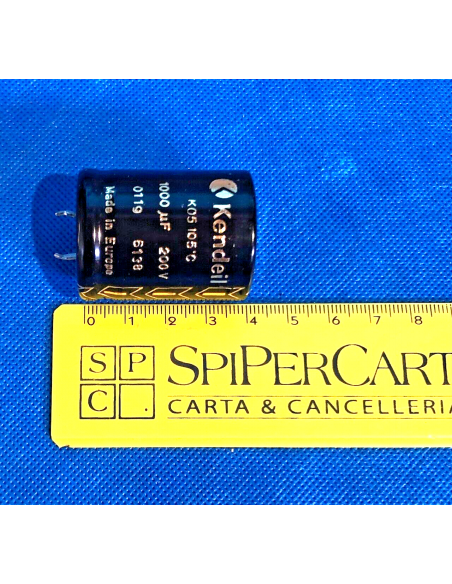 Kendeil
K05 105°C
1000 µF 200 V
0119 6138
Made in Europe
0 1 2 3 4 5 6 7 8
S P
C .
SPIPERCART
CARTA & CANCELLERIA